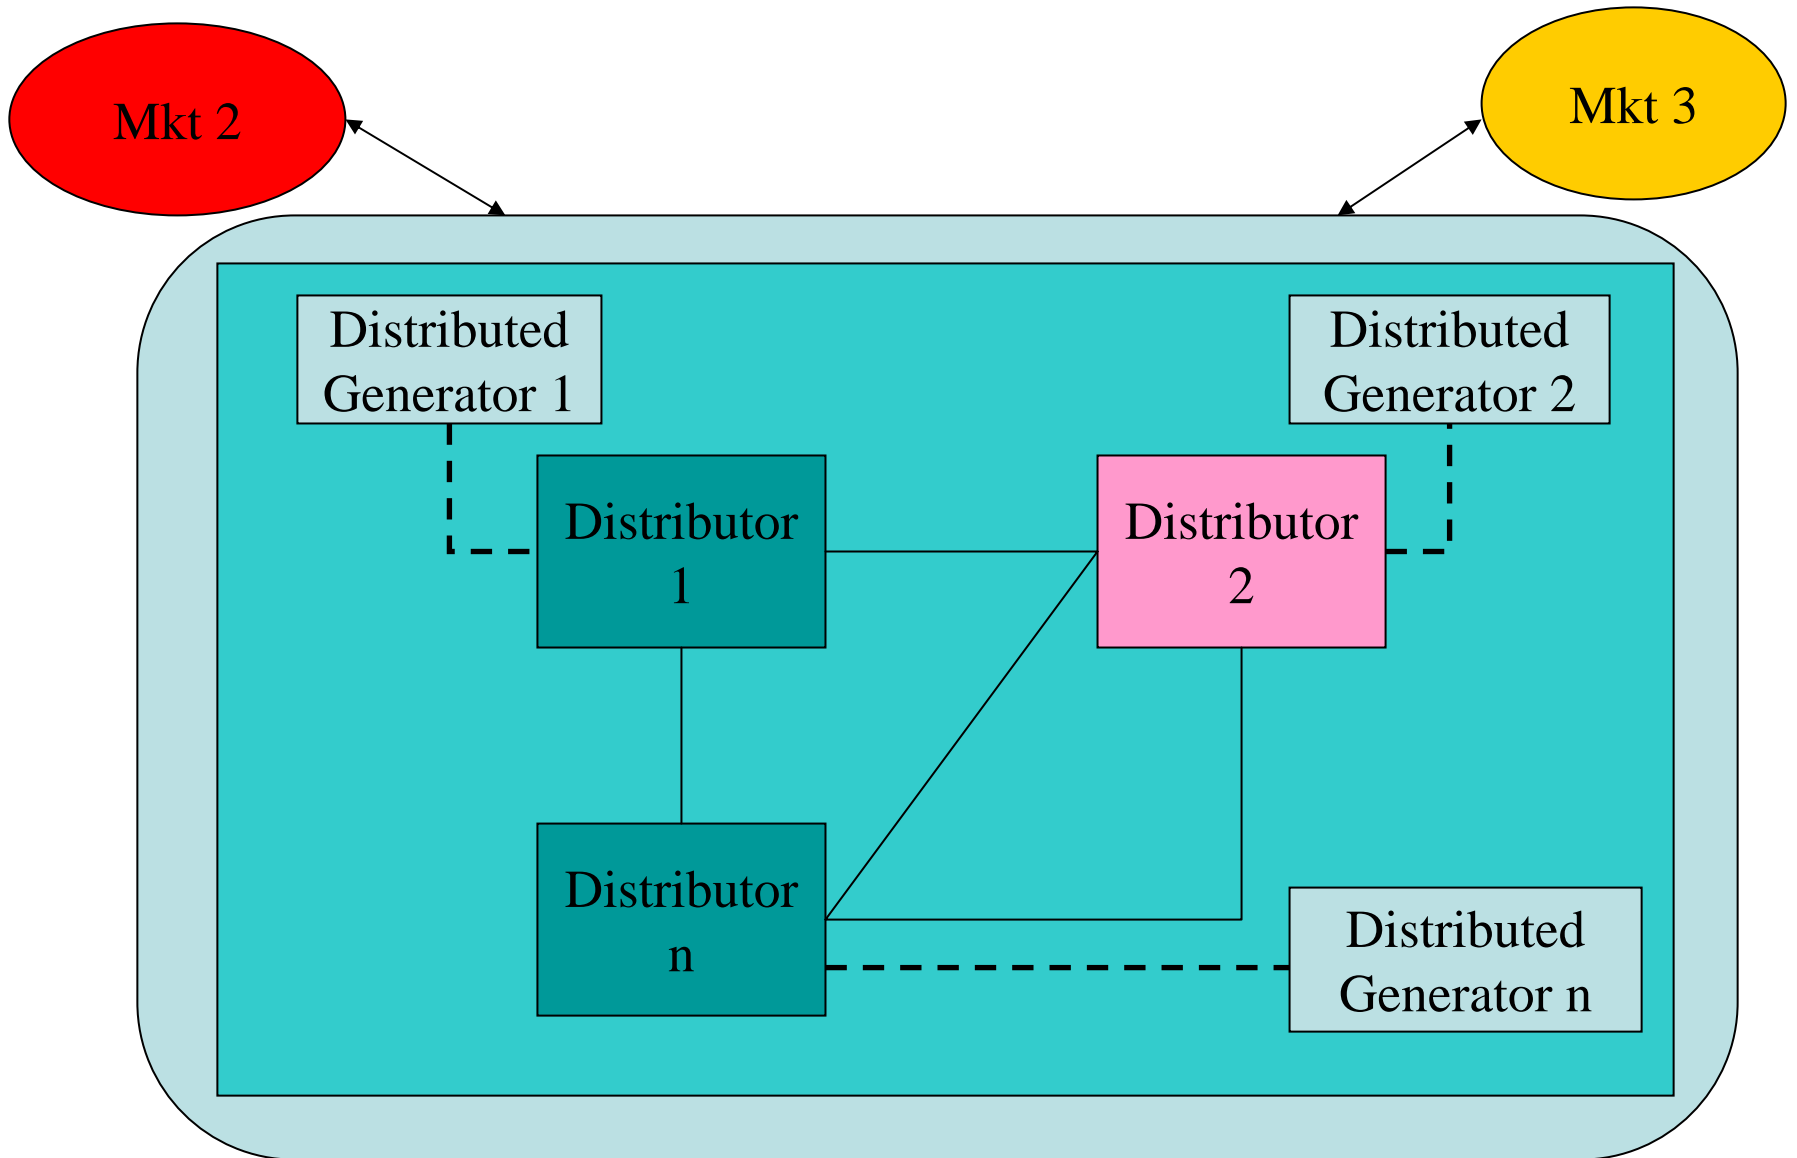 Mkt 2
Mkt 3
Distributed
Generator 1
Distributed
Generator 2
Distributor
1
Distributor
2
Distributor
n
Distributed
Generator n